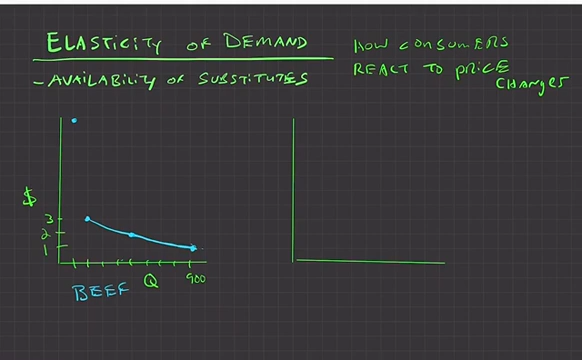 ELASTICITY OF DEMAND
- AVAILABILITY OF SUBSTITUTES
HOW CONSUMERS
REACT TO PRICE
CHANGES
$
3
2
1
BEEF
Q
900